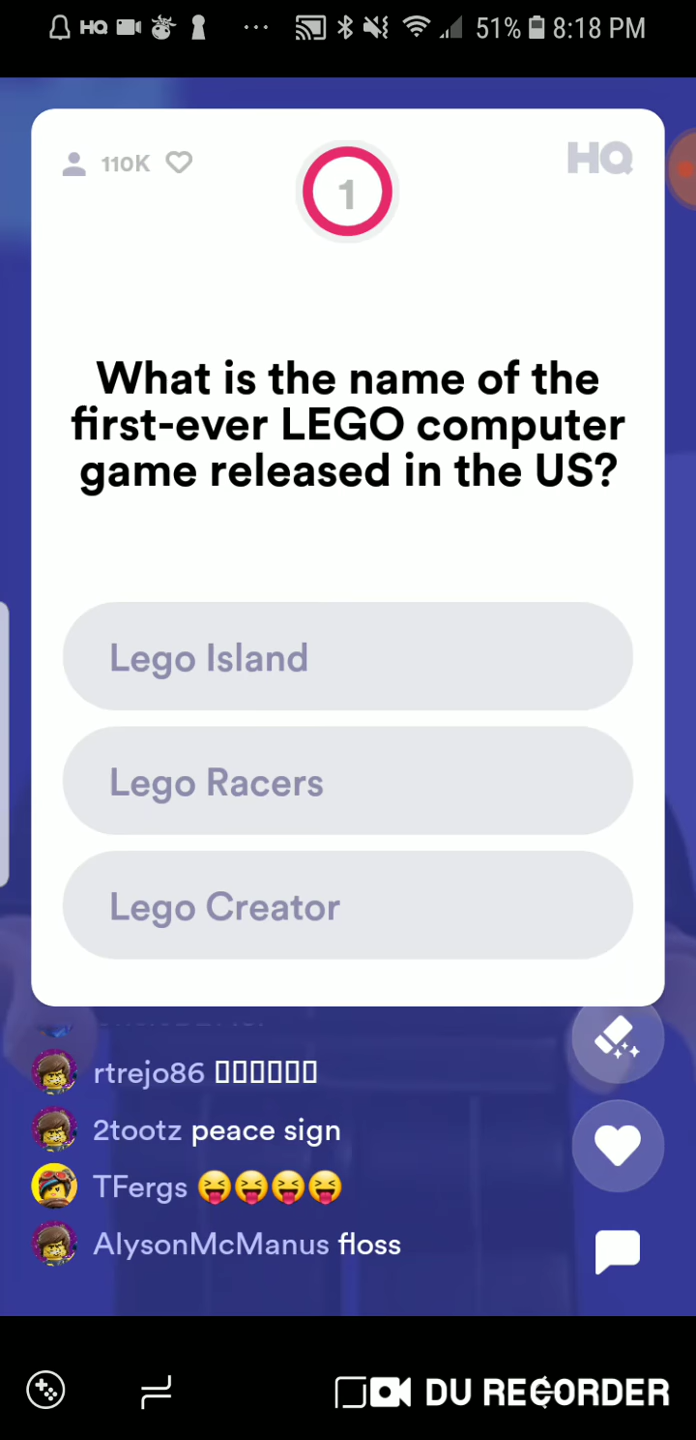 HQ ... 51% 8:18 PM
110K
1
HQ
What is the name of the
first-ever LEGO computer
game released in the US?
Lego Island
Lego Racers
Lego Creator
rtrejo86
2tootz peace sign
TFergs 😝😝😝😝
AlysonMcManus floss
DU RECORDER